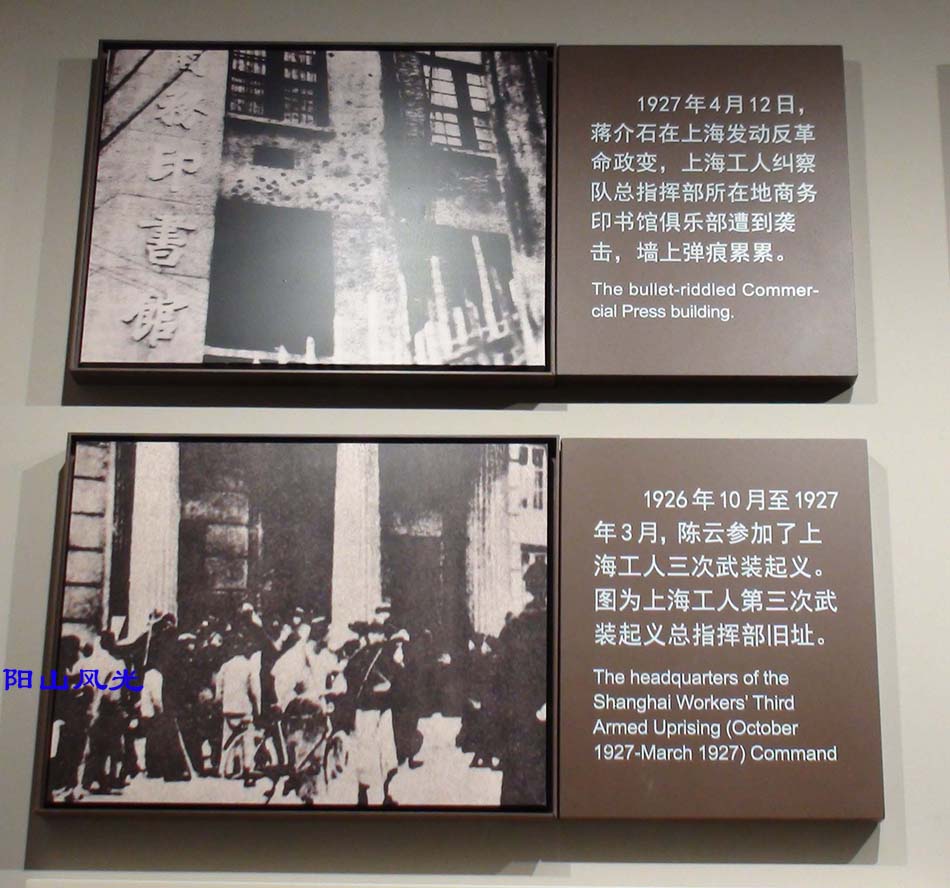 務
印
書
館
1927年4月12日，
蒋介石在上海发动反革
命政变，上海工人纠察
队总指挥部所在地商务
印书馆俱乐部遭到袭
击，墙上弹痕累累。
The bullet-riddled Commer-
cial Press building.
1926年10月至1927
年3月，陈云参加了上
海工人三次武装起义。
图为上海工人第三次武
装起义总指挥部旧址。
The headquarters of the
Shanghai Workers' Third
Armed Uprising (October
1927-March 1927) Command
阳山风光